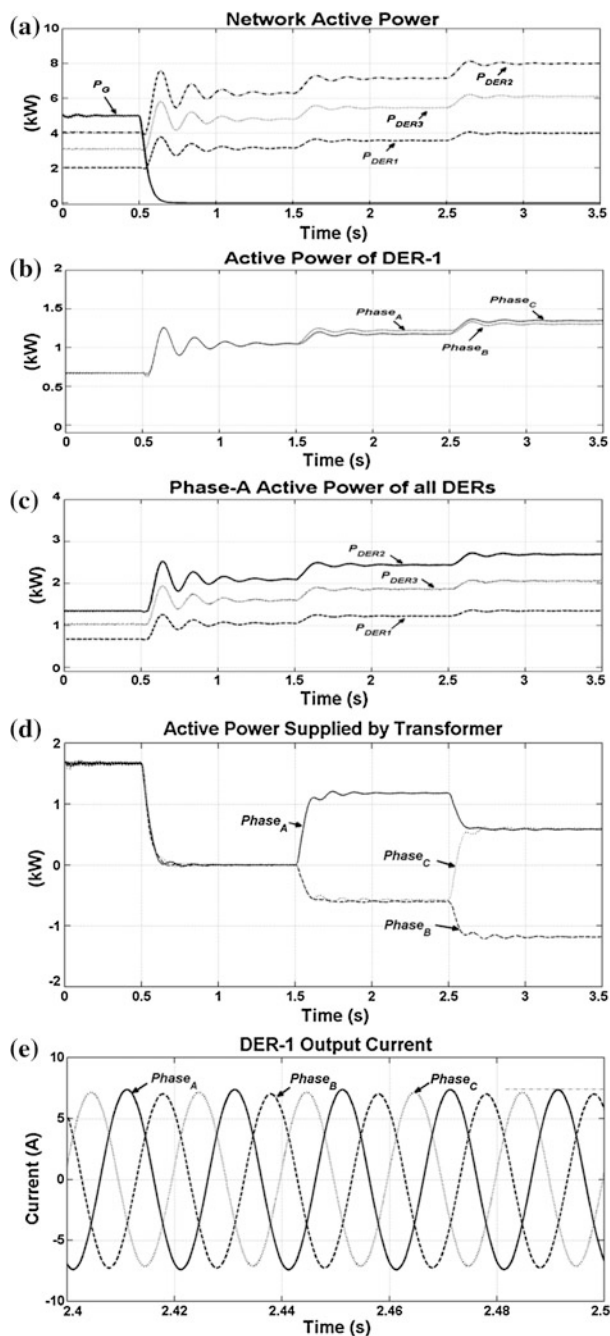 (a)
Network Active Power
10
8
6
4
2
0
(kW)
P_G
P_DER2
P_DER3
P_DER1
0 0.5 1 1.5 2 2.5 3 3.5
Time (s)
(b)
Active Power of DER-1
2
1.5
1
0.5
0
(kW)
Phase_A
Phase_C
Phase_B
0 0.5 1 1.5 2 2.5 3 3.5
Time (s)
(c)
Phase-A Active Power of all DERs
4
3
2
1
0
(kW)
P_DER2
P_DER3
P_DER1
0 0.5 1 1.5 2 2.5 3 3.5
Time (s)
(d)
Active Power Supplied by Transformer
2
1
0
-1
-2
(kW)
Phase_A
Phase_C
Phase_B
0 0.5 1 1.5 2 2.5 3 3.5
Time (s)
(e)
DER-1 Output Current
10
5
0
-5
-10
Current (A)
Phase_A
Phase_B
Phase_C
2.4 2.42 2.44 2.46 2.48 2.5
Time (s)